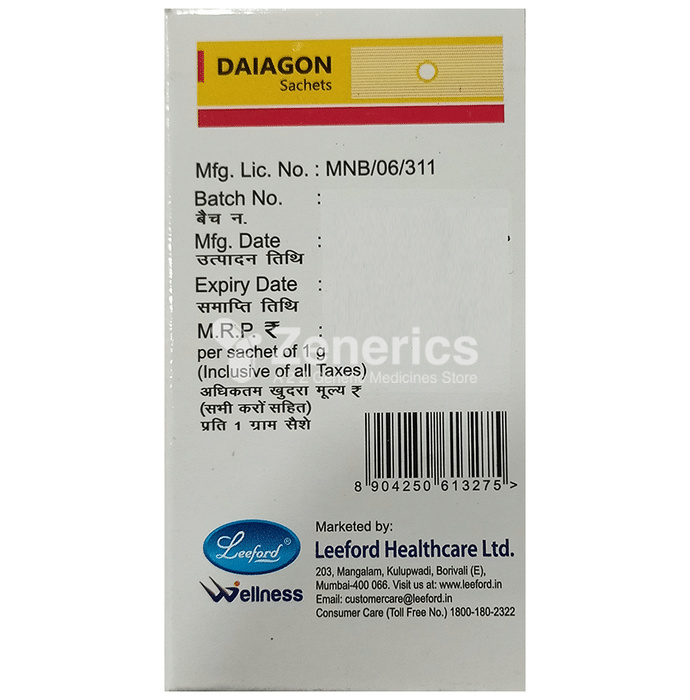 DAIAGON
Sachets
Mfg. Lic. No. : MNB/06/311
Batch No. :
बैच न.
Mfg. Date :
उत्पादन तिथि
Expiry Date :
समाप्ति तिथि
M.R.P. ₹ :
per sachet of 1 g
(Inclusive of all Taxes)
अधिकतम खुदरा मूल्य ₹
(सभी करों सहित)
प्रति 1 ग्राम सैशे
Zenerics
A 2 Z Generic Medicines Store
8 904250 613275 >
Leeford®
Wellness
Marketed by:
Leeford Healthcare Ltd.
203, Mangalam, Kulupwadi, Borivali (E),
Mumbai-400 066. Visit us at: www.leeford.in
Email: customercare@leeford.in
Consumer Care (Toll Free No.) 1800-180-2322